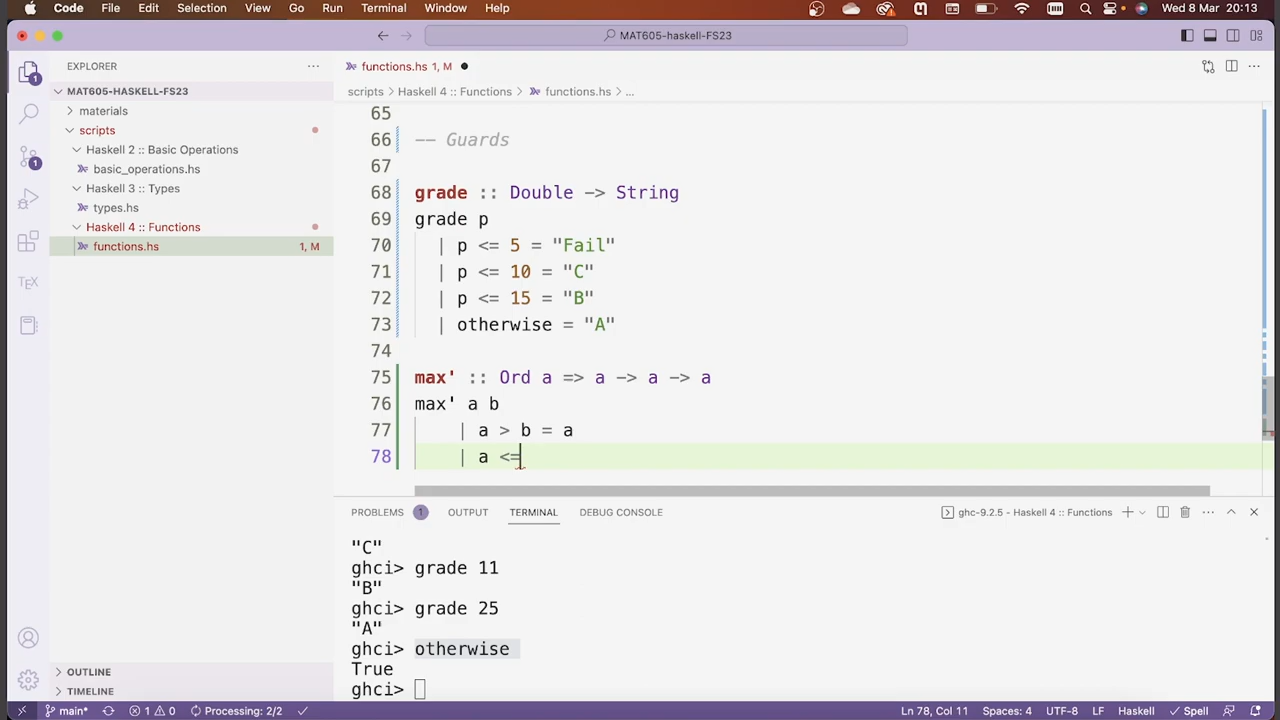 Code File Edit Selection View Go Run Terminal Window Help Wed 8 Mar 20:13
MAT605-haskell-FS23
EXPLORER
functions.hs 1, M
MAT605-HASKELL-FS23
materials
scripts
Haskell 2 :: Basic Operations
basic_operations.hs
Haskell 3 :: Types
types.hs
Haskell 4 :: Functions
functions.hs 1, M
OUTLINE
TIMELINE
1
1
TEX
scripts > Haskell 4 :: Functions > functions.hs > ...
65
66 -- Guards
67
68 grade :: Double -> String
69 grade p
70 | p <= 5 = "Fail"
71 | p <= 10 = "C"
72 | p <= 15 = "B"
73 | otherwise = "A"
74
75 max' :: Ord a => a -> a -> a
76 max' a b
77 | a > b = a
78 | a <=
PROBLEMS 1 OUTPUT TERMINAL DEBUG CONSOLE ghc-9.2.5 - Haskell 4 :: Functions
"C"
ghci> grade 11
"B"
ghci> grade 25
"A"
ghci> otherwise
True
ghci>
main* 1 0 Processing: 2/2 Ln 78, Col 11 Spaces: 4 UTF-8 LF Haskell Spell